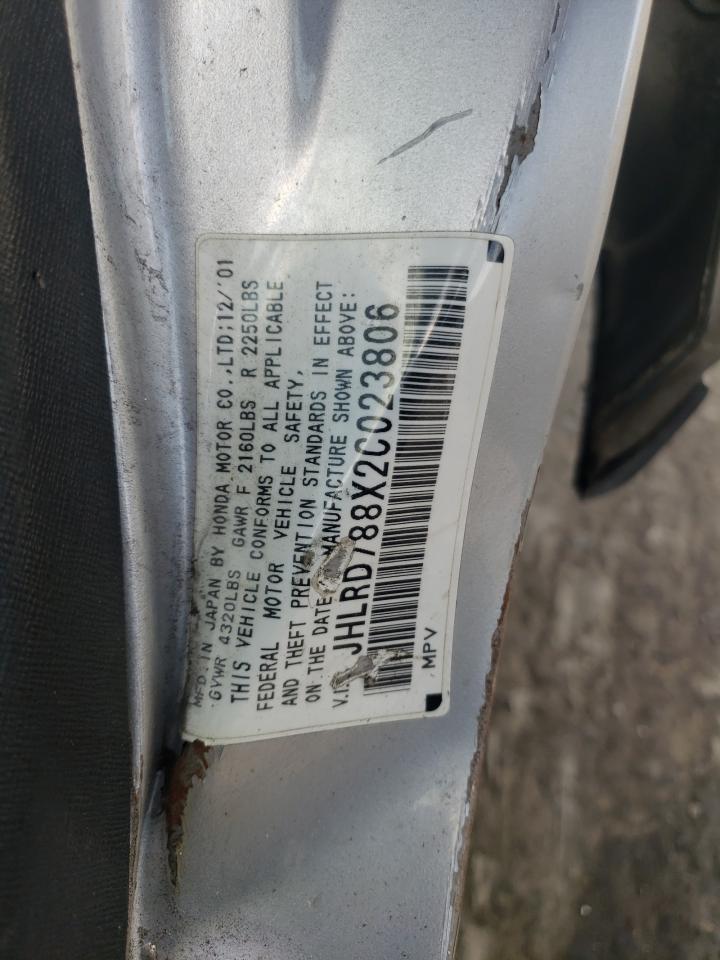 MFD. IN JAPAN BY HONDA MOTOR CO.,LTD;12/'01
GVWR 4320LBS GAWR F 2160LBS R 2250LBS
THIS VEHICLE CONFORMS TO ALL APPLICABLE
FEDERAL MOTOR VEHICLE SAFETY,
AND THEFT PREVENTION STANDARDS IN EFFECT
ON THE DATE MANUFACTURE SHOWN ABOVE:
V.I. JHLRD788X2C023806
MPV